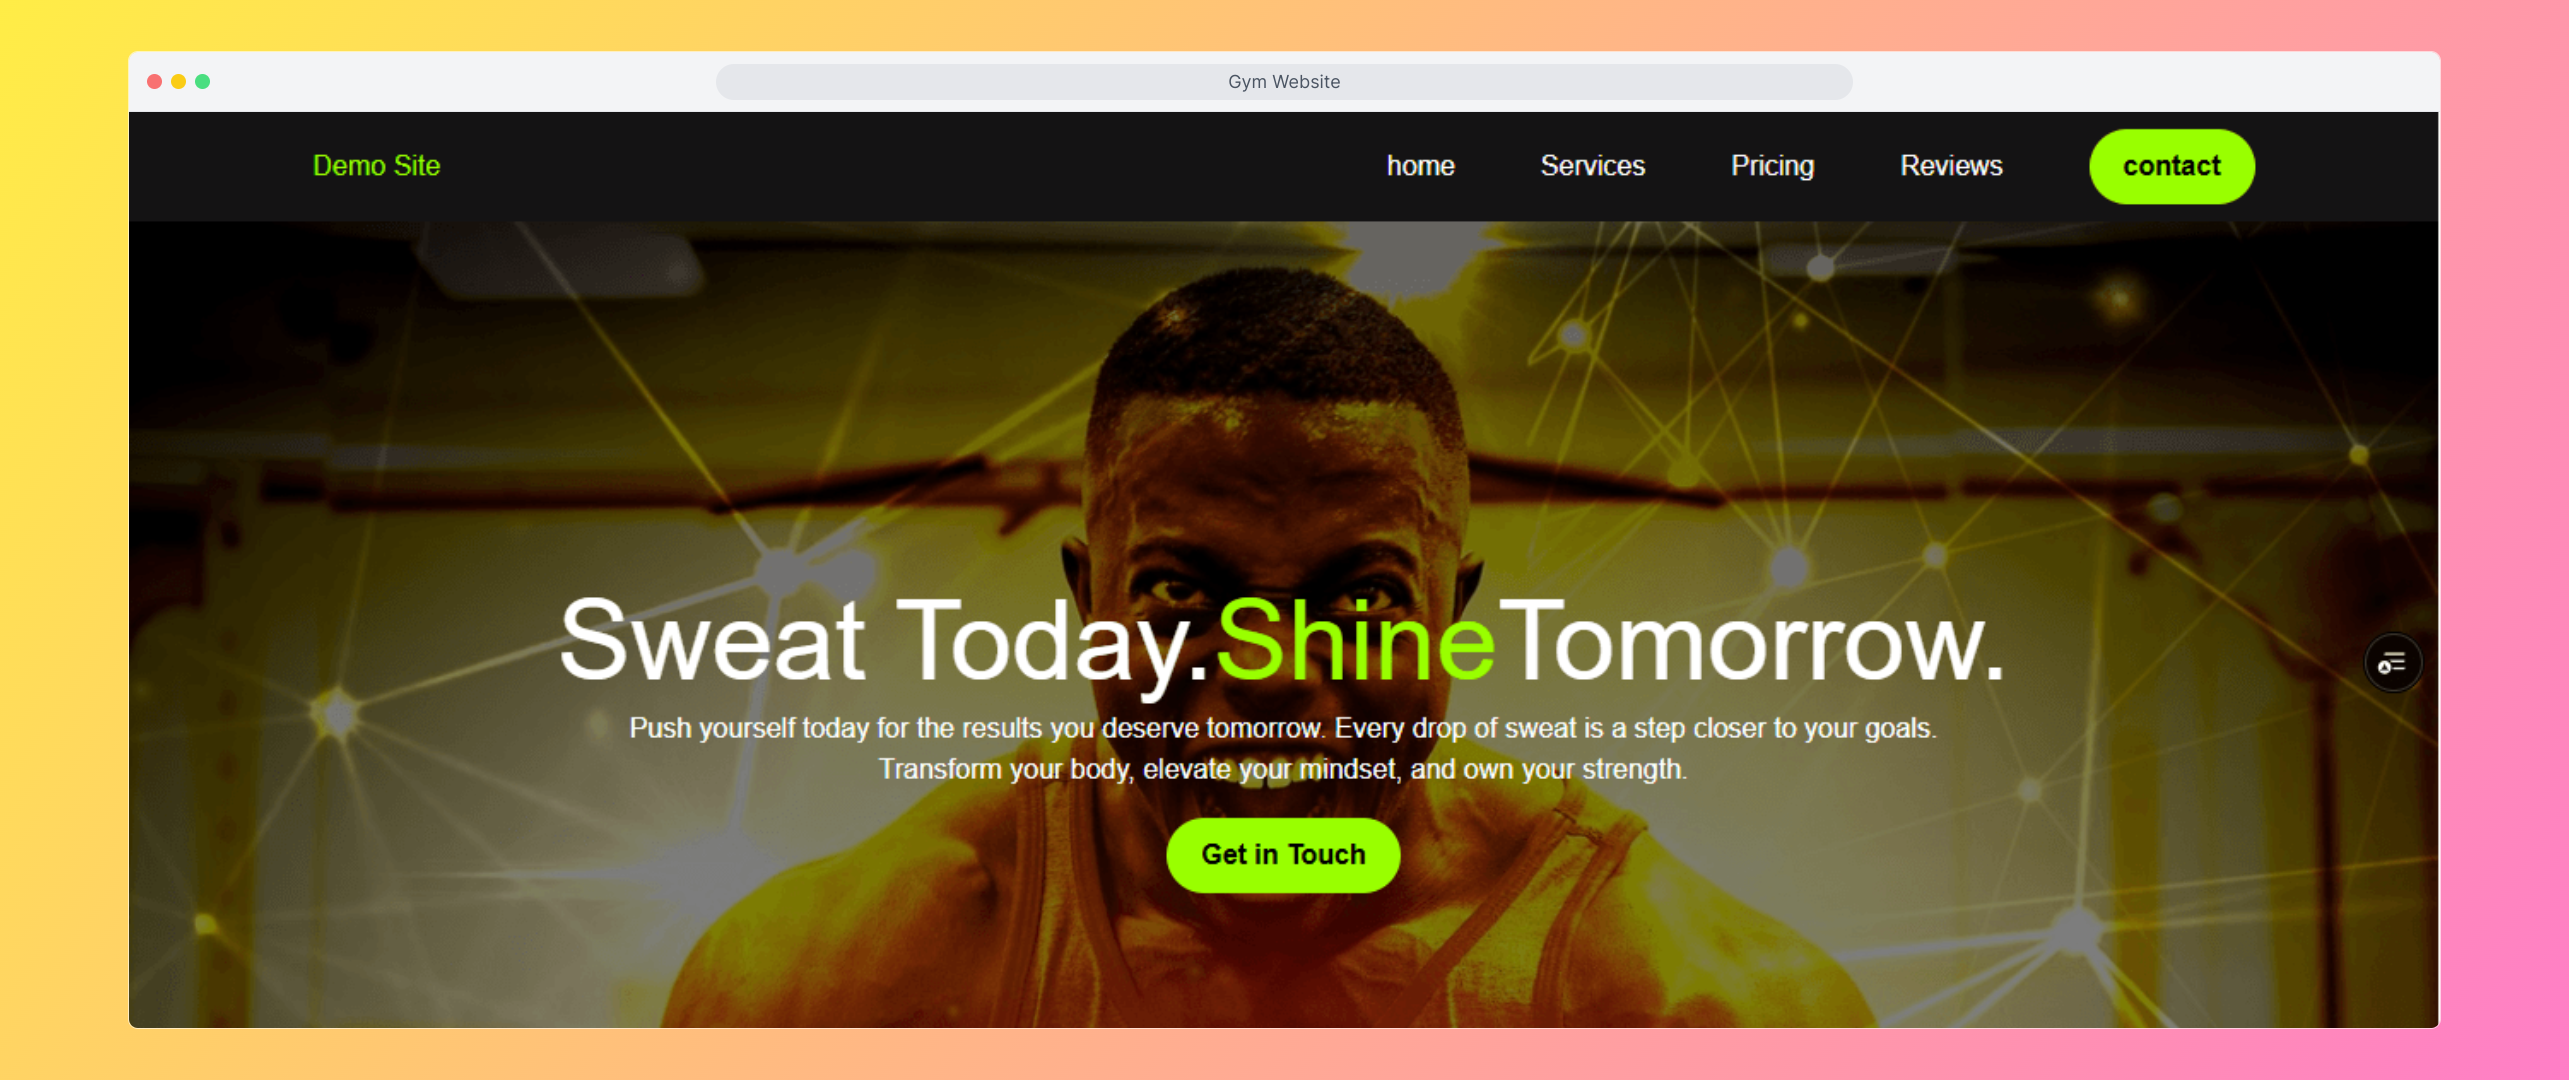 Gym Website
Demo Site
home
Services
Pricing
Reviews
contact
Sweat Today.ShineTomorrow.
Push yourself today for the results you deserve tomorrow. Every drop of sweat is a step closer to your goals.
Transform your body, elevate your mindset, and own your strength.
Get in Touch